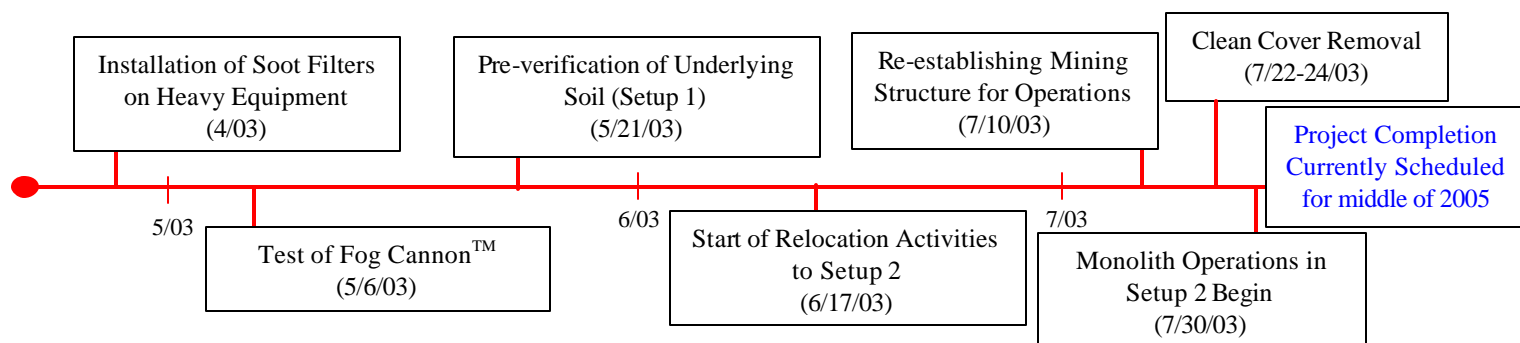 Installation of Soot Filters
on Heavy Equipment
(4/03)
Pre-verification of Underlying
Soil (Setup 1)
(5/21/03)
Re-establishing Mining
Structure for Operations
(7/10/03)
Clean Cover Removal
(7/22-24/03)
Project Completion
Currently Scheduled
for middle of 2005
5/03
6/03
7/03
Test of Fog Cannon™
(5/6/03)
Start of Relocation Activities
to Setup 2
(6/17/03)
Monolith Operations in
Setup 2 Begin
(7/30/03)